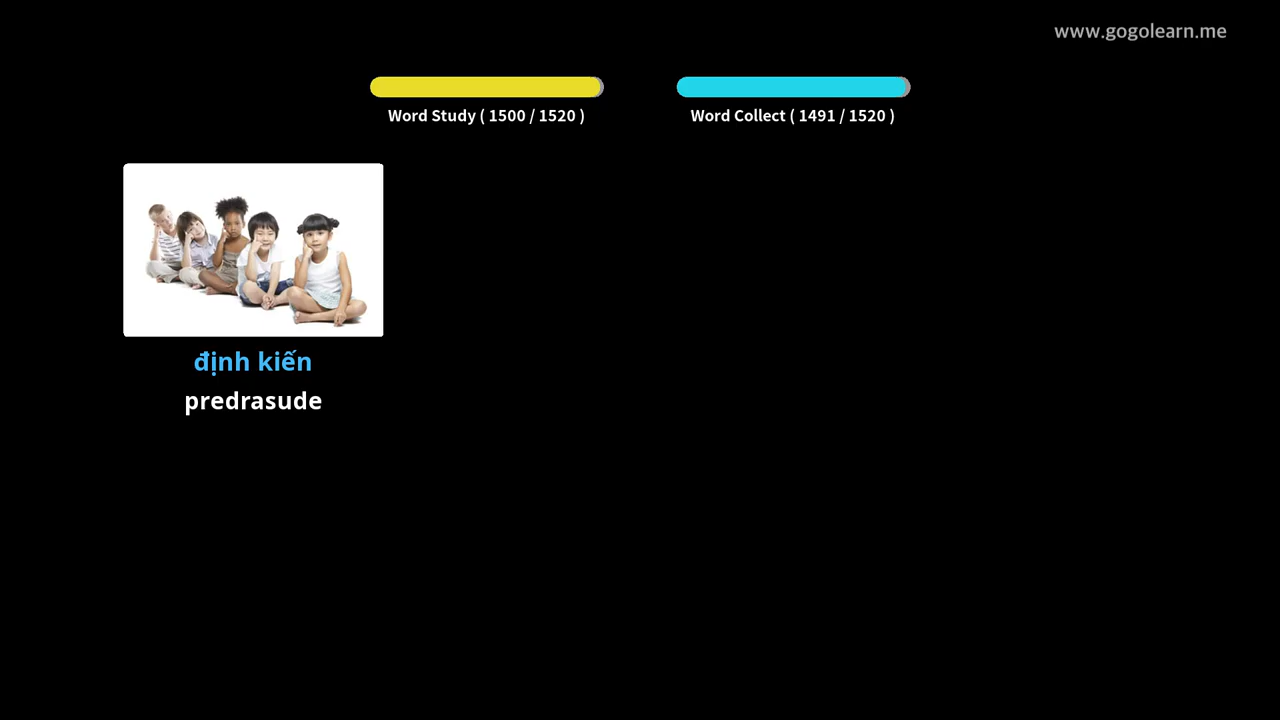 www.gogolearn.me
Word Study ( 1500 / 1520 )
Word Collect ( 1491 / 1520 )
định kiến
predrasude